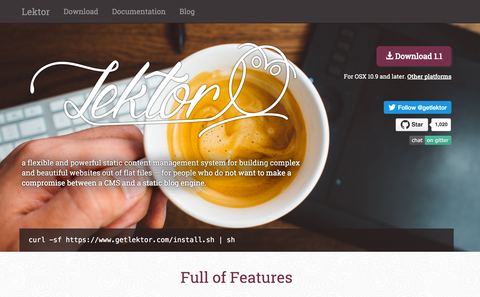 Lektor Download Documentation Blog
Lektor
Download 1.1
For OSX 10.9 and later. Other platforms
Follow @getlektor
Star 1,020
chat on gitter
a flexible and powerful static content management system for building complex
and beautiful websites out of flat files — for people who do not want to make a
compromise between a CMS and a static blog engine.
curl -sf https://www.getlektor.com/install.sh | sh
Full of Features